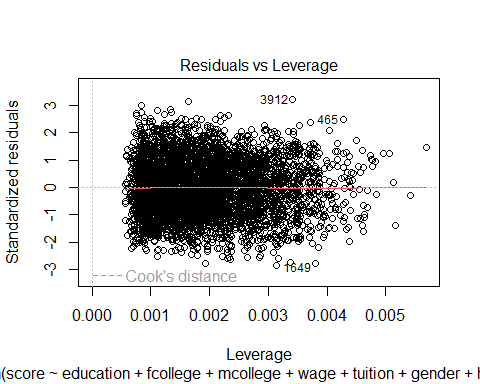 Residuals vs Leverage
Standardized residuals
3
2
1
0
-1
-2
-3
3912
465
1649
Cook's distance
0.000 0.001 0.002 0.003 0.004 0.005
Leverage
(score ~ education + fcollege + mcollege + wage + tuition + gender +